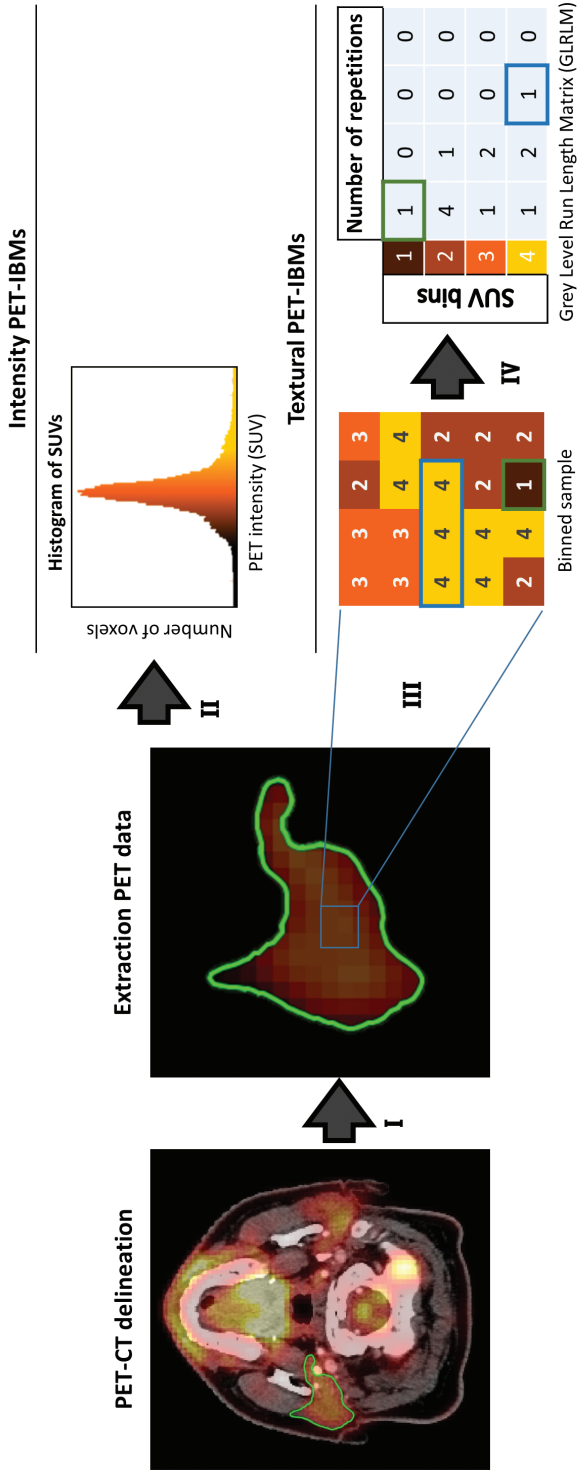 PET-CT delineation
I
Extraction PET data
II
Intensity PET-IBMs
Histogram of SUVs
Number of voxels
PET intensity (SUV)
III
Textural PET-IBMs
3 3 2 3
3 3 4 4
4 4 4 2
4 4 2 2
2 4 1 2
Binned sample
IV
Number of repetitions
SUV bins
1 1 0 0 0
2 4 1 0 0
3 1 2 0 0
4 1 2 1 0
Grey Level Run Length Matrix (GLRLM)